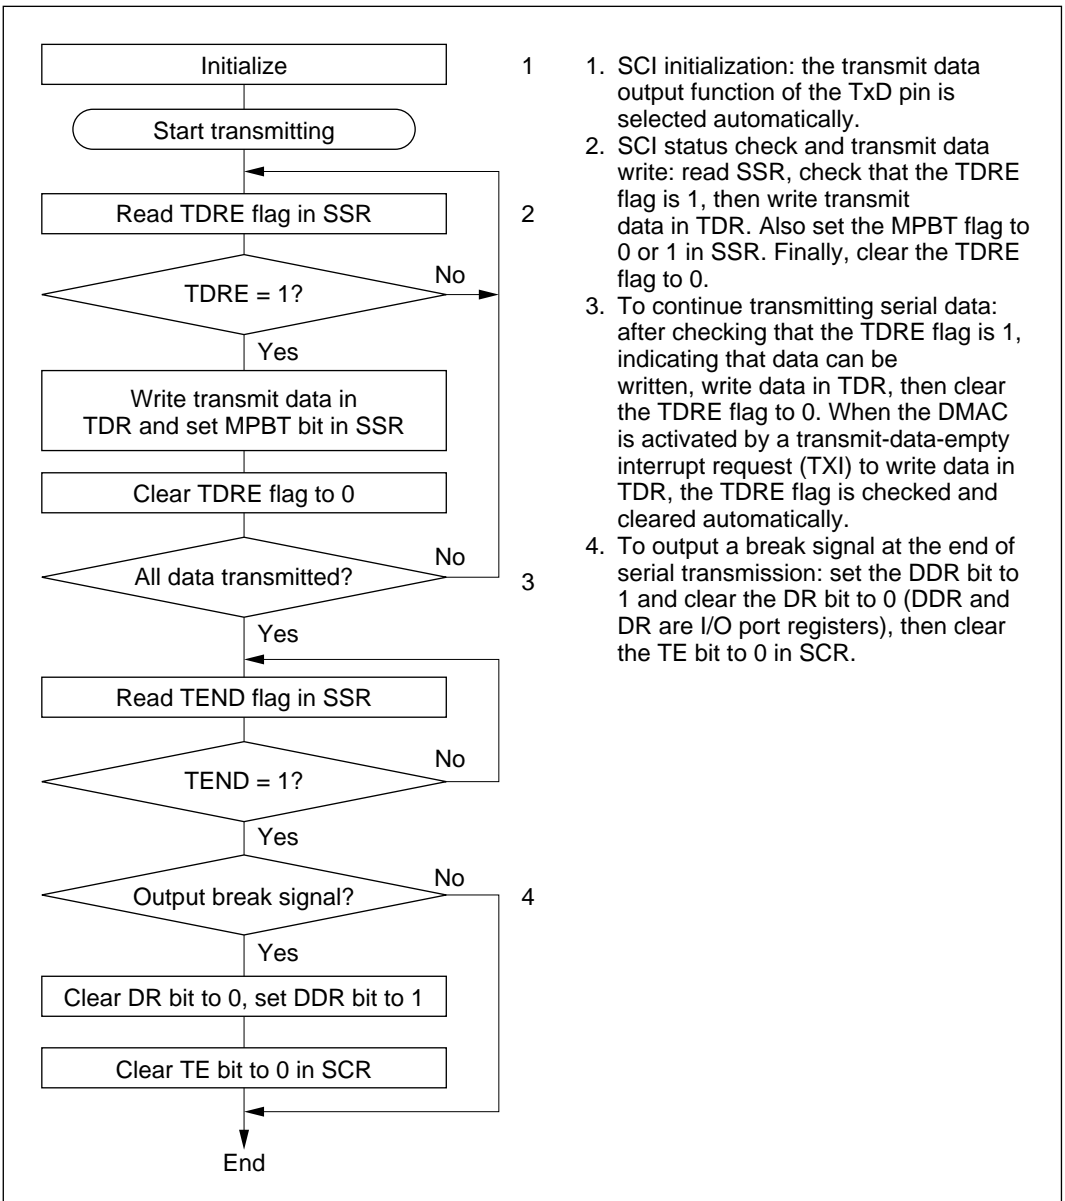 Initialize
1
Start transmitting
Read TDRE flag in SSR
2
TDRE = 1?
No
Yes
Write transmit data in
TDR and set MPBT bit in SSR
Clear TDRE flag to 0
All data transmitted?
No
3
Yes
Read TEND flag in SSR
TEND = 1?
No
Yes
Output break signal?
No
4
Yes
Clear DR bit to 0, set DDR bit to 1
Clear TE bit to 0 in SCR
End
1. SCI initialization: the transmit data
output function of the TxD pin is
selected automatically.
2. SCI status check and transmit data
write: read SSR, check that the TDRE
flag is 1, then write transmit
data in TDR. Also set the MPBT flag to
0 or 1 in SSR. Finally, clear the TDRE
flag to 0.
3. To continue transmitting serial data:
after checking that the TDRE flag is 1,
indicating that data can be
written, write data in TDR, then clear
the TDRE flag to 0. When the DMAC
is activated by a transmit-data-empty
interrupt request (TXI) to write data in
TDR, the TDRE flag is checked and
cleared automatically.
4. To output a break signal at the end of
serial transmission: set the DDR bit to
1 and clear the DR bit to 0 (DDR and
DR are I/O port registers), then clear
the TE bit to 0 in SCR.